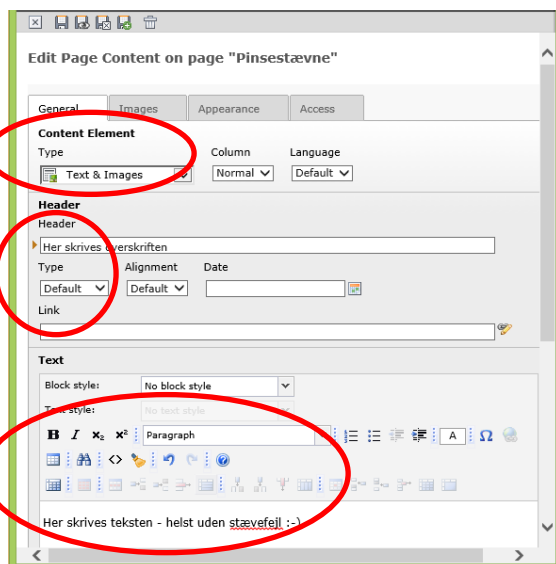 Edit Page Content on page "Pinsestævne"
General Images Appearance Access
Content Element
Type Column Language
Text & Images Normal Default
Header
Header
Her skrives overskriften
Type Alignment Date
Default Default
Link
Text
Block style: No block style
Text style: No text style
B I x₂ x² Paragraph A Ω
Her skrives teksten - helst uden stævefejl :-)